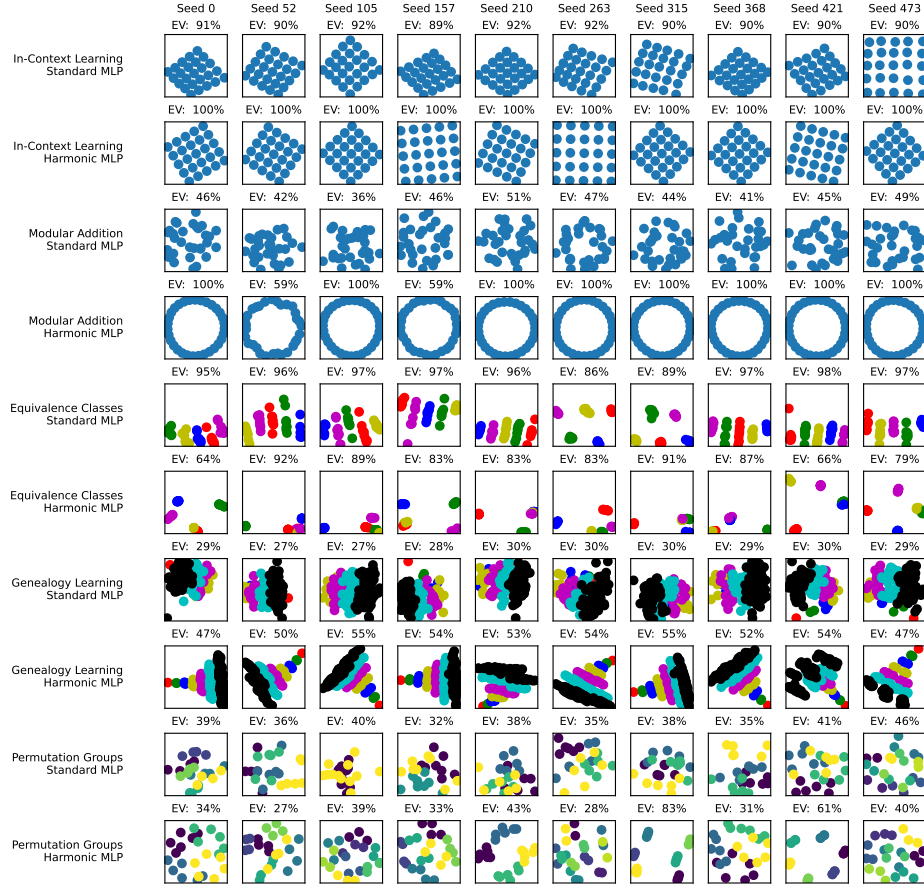 Seed 0 Seed 52 Seed 105 Seed 157 Seed 210 Seed 263 Seed 315 Seed 368 Seed 421 Seed 473
EV: 91% EV: 90% EV: 92% EV: 89% EV: 92% EV: 92% EV: 90% EV: 90% EV: 90% EV: 90%
In-Context Learning
Standard MLP
EV: 100% EV: 100% EV: 100% EV: 100% EV: 100% EV: 100% EV: 100% EV: 100% EV: 100% EV: 100%
In-Context Learning
Harmonic MLP
EV: 46% EV: 42% EV: 36% EV: 46% EV: 51% EV: 47% EV: 44% EV: 41% EV: 45% EV: 49%
Modular Addition
Standard MLP
EV: 100% EV: 59% EV: 100% EV: 59% EV: 100% EV: 100% EV: 100% EV: 100% EV: 100% EV: 100%
Modular Addition
Harmonic MLP
EV: 95% EV: 96% EV: 97% EV: 97% EV: 96% EV: 86% EV: 89% EV: 97% EV: 98% EV: 97%
Equivalence Classes
Standard MLP
EV: 64% EV: 92% EV: 89% EV: 83% EV: 83% EV: 83% EV: 91% EV: 87% EV: 66% EV: 79%
Equivalence Classes
Harmonic MLP
EV: 29% EV: 27% EV: 27% EV: 28% EV: 30% EV: 30% EV: 30% EV: 29% EV: 30% EV: 29%
Genealogy Learning
Standard MLP
EV: 47% EV: 50% EV: 55% EV: 54% EV: 53% EV: 54% EV: 55% EV: 52% EV: 54% EV: 47%
Genealogy Learning
Harmonic MLP
EV: 39% EV: 36% EV: 40% EV: 32% EV: 38% EV: 35% EV: 38% EV: 35% EV: 41% EV: 46%
Permutation Groups
Standard MLP
EV: 34% EV: 27% EV: 39% EV: 33% EV: 43% EV: 28% EV: 83% EV: 31% EV: 61% EV: 40%
Permutation Groups
Harmonic MLP